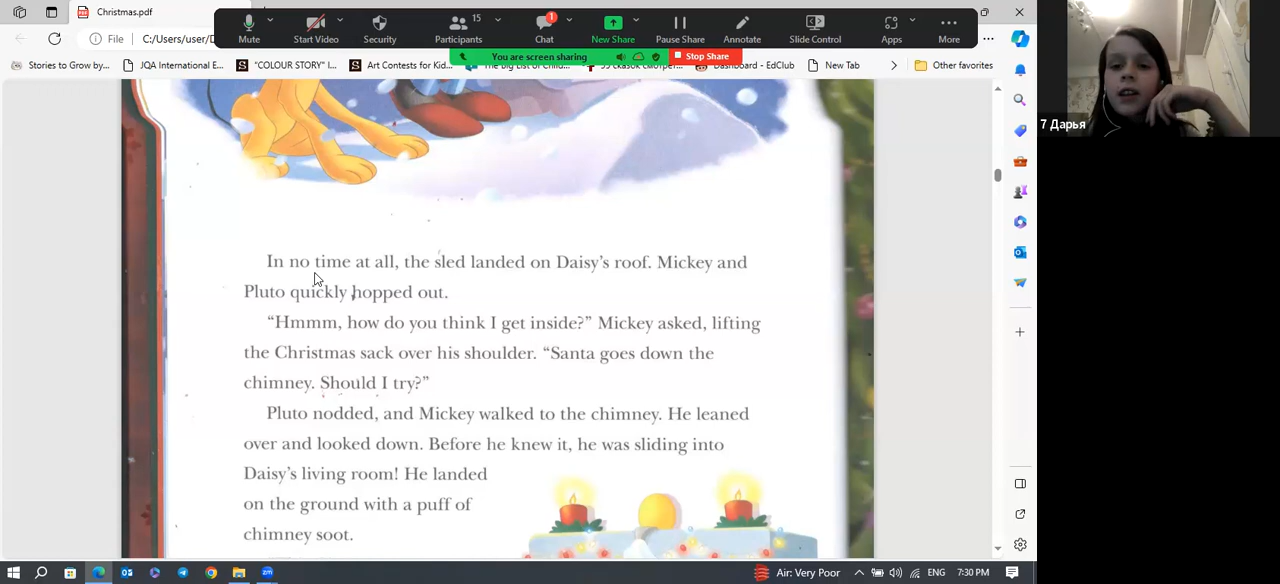 Christmas.pdf
Mute
Start Video
Security
15
Participants
1
Chat
New Share
Pause Share
Annotate
Slide Control
Apps
More
File
C:/Users/user/
You are screen sharing
Stop Share
Stories to Grow by...
JQA International E...
"COLOUR STORY" I...
Art Contests for Kid...
Dashboard - EdClub
New Tab
Other favorites
7 Дарья
In no time at all, the sled landed on Daisy's roof. Mickey and
Pluto quickly hopped out.
"Hmmm, how do you think I get inside?" Mickey asked, lifting
the Christmas sack over his shoulder. "Santa goes down the
chimney. Should I try?"
Pluto nodded, and Mickey walked to the chimney. He leaned
over and looked down. Before he knew it, he was sliding into
Daisy's living room! He landed
on the ground with a puff of
chimney soot.
Air: Very Poor
ENG
7:30 PM